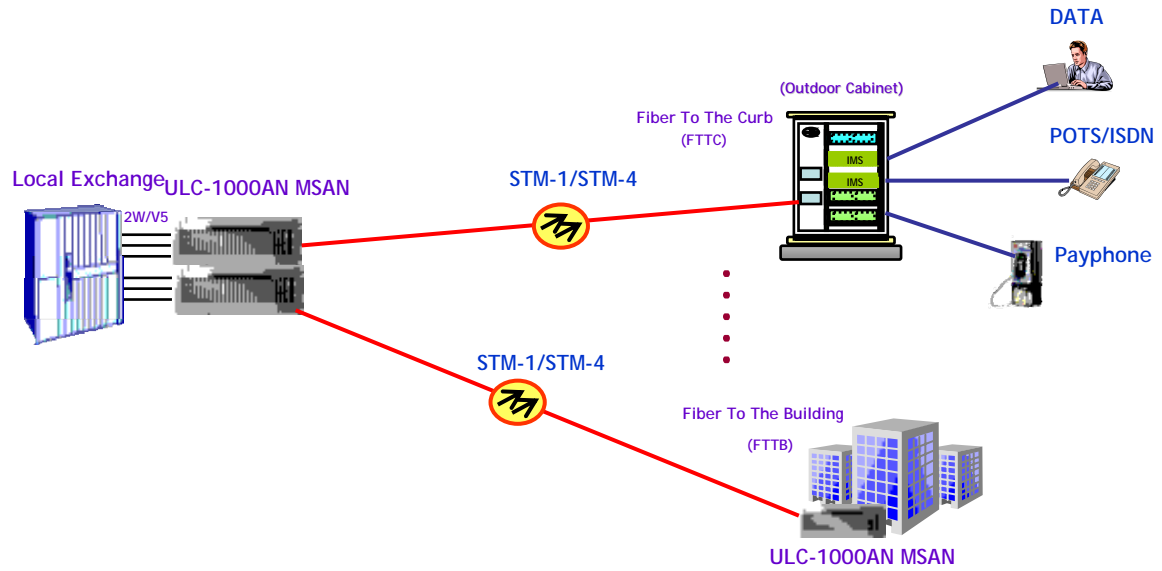 DATA
(Outdoor Cabinet)
Fiber To The Curb
(FTTC)
IMS
IMS
POTS/ISDN
Local Exchange
ULC-1000AN MSAN
STM-1/STM-4
2W/V5
Payphone
STM-1/STM-4
Fiber To The Building
(FTTB)
ULC-1000AN MSAN